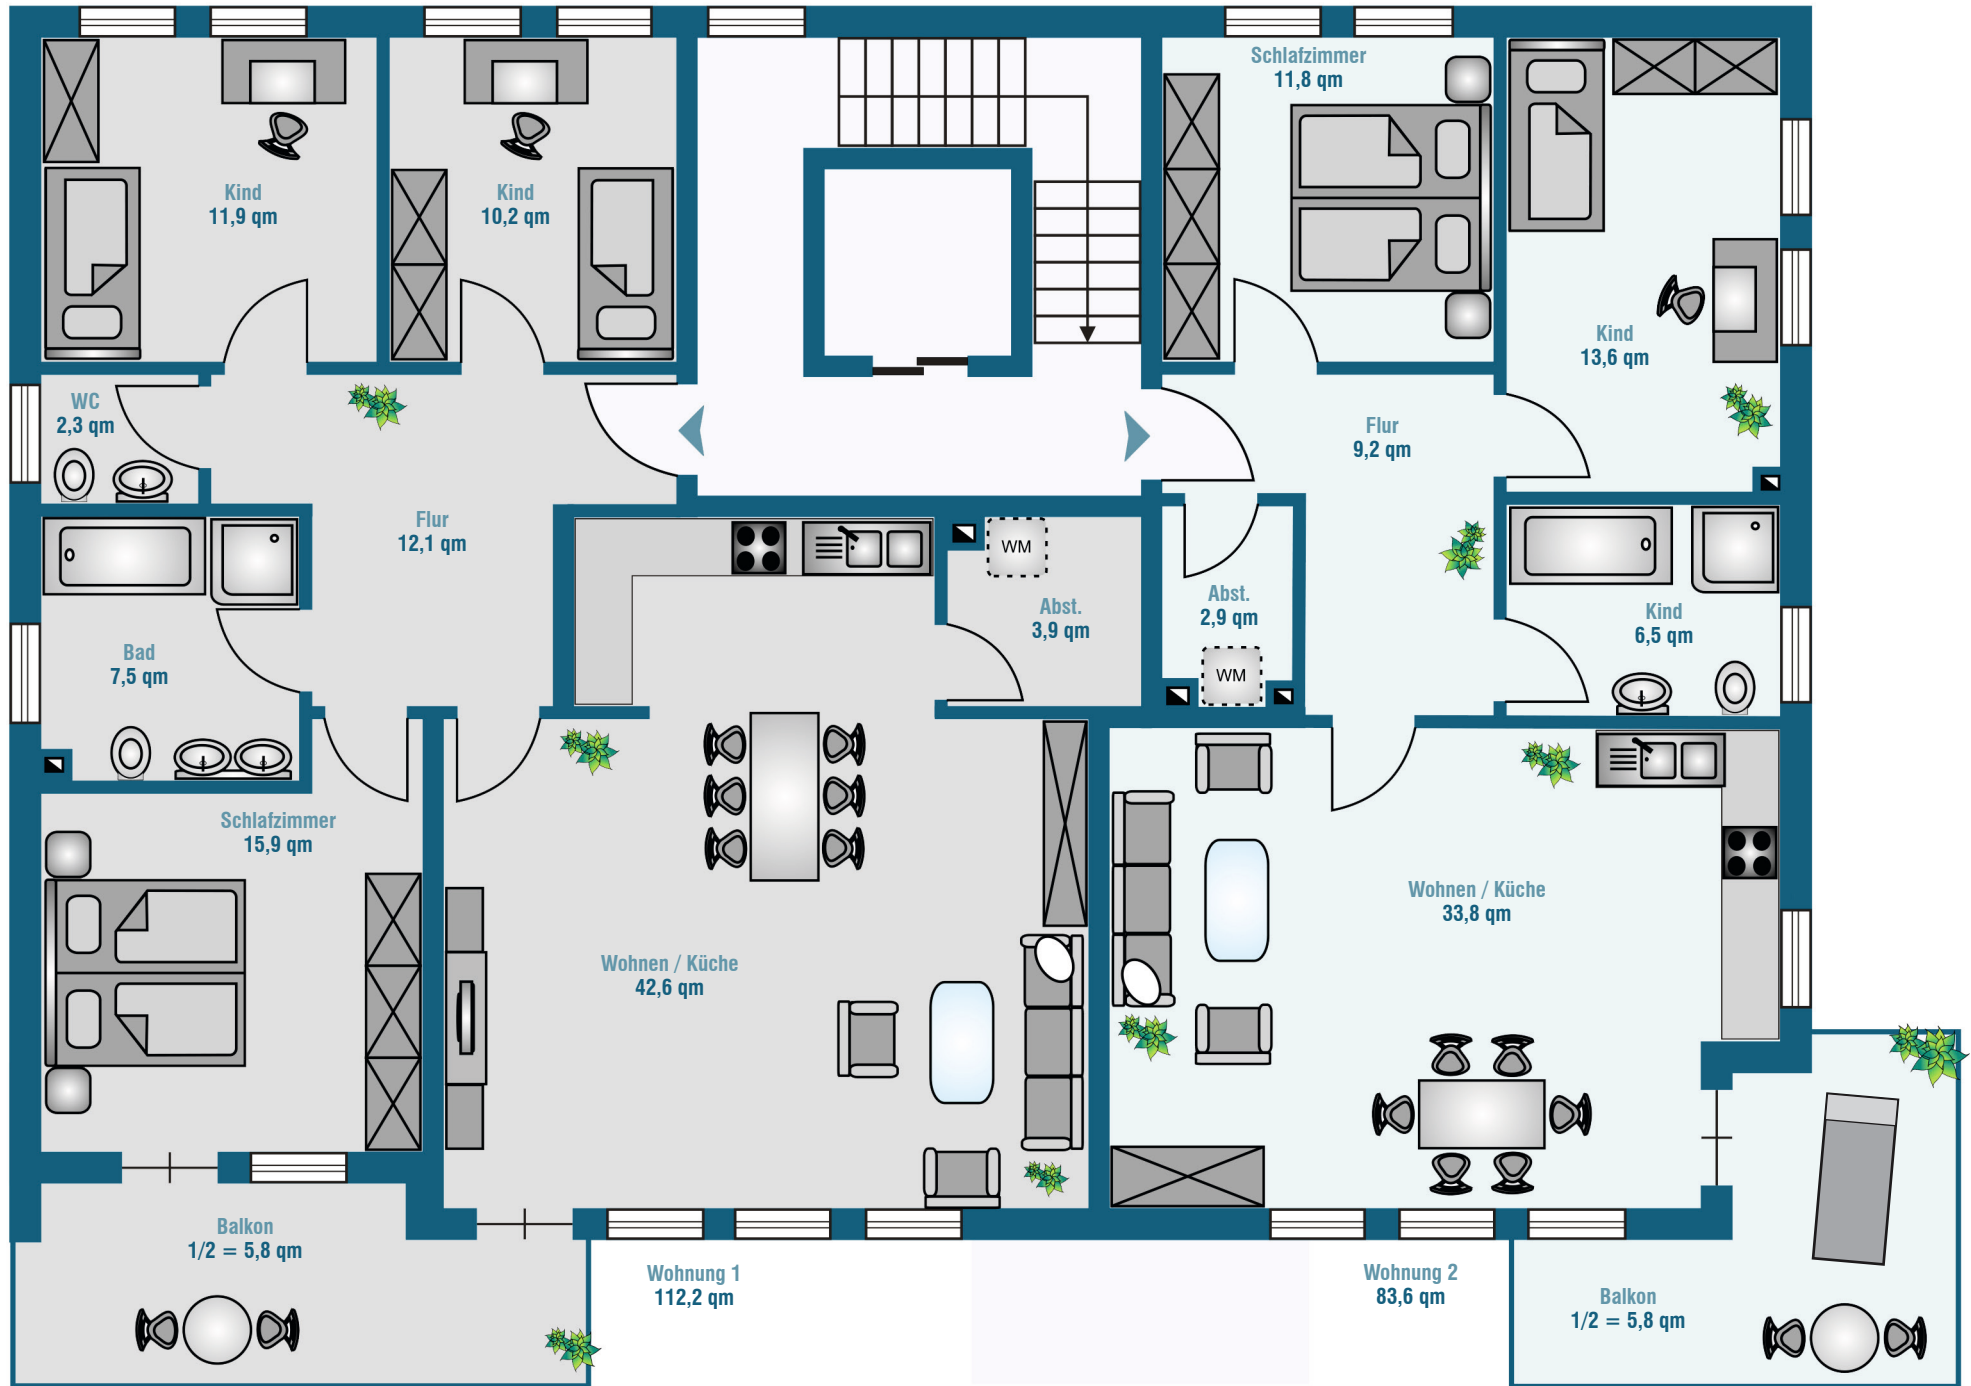 Schlafzimmer
11,8 qm
Kind
11,9 qm
Kind
10,2 qm
Kind
13,6 qm
WC
2,3 qm
Flur
9,2 qm
Flur
12,1 qm
WM
Abst.
3,9 qm
Abst.
2,9 qm
WM
Kind
6,5 qm
Bad
7,5 qm
Schlafzimmer
15,9 qm
Wohnen / Küche
42,6 qm
Wohnen / Küche
33,8 qm
Balkon
1/2 = 5,8 qm
Wohnung 1
112,2 qm
Wohnung 2
83,6 qm
Balkon
1/2 = 5,8 qm